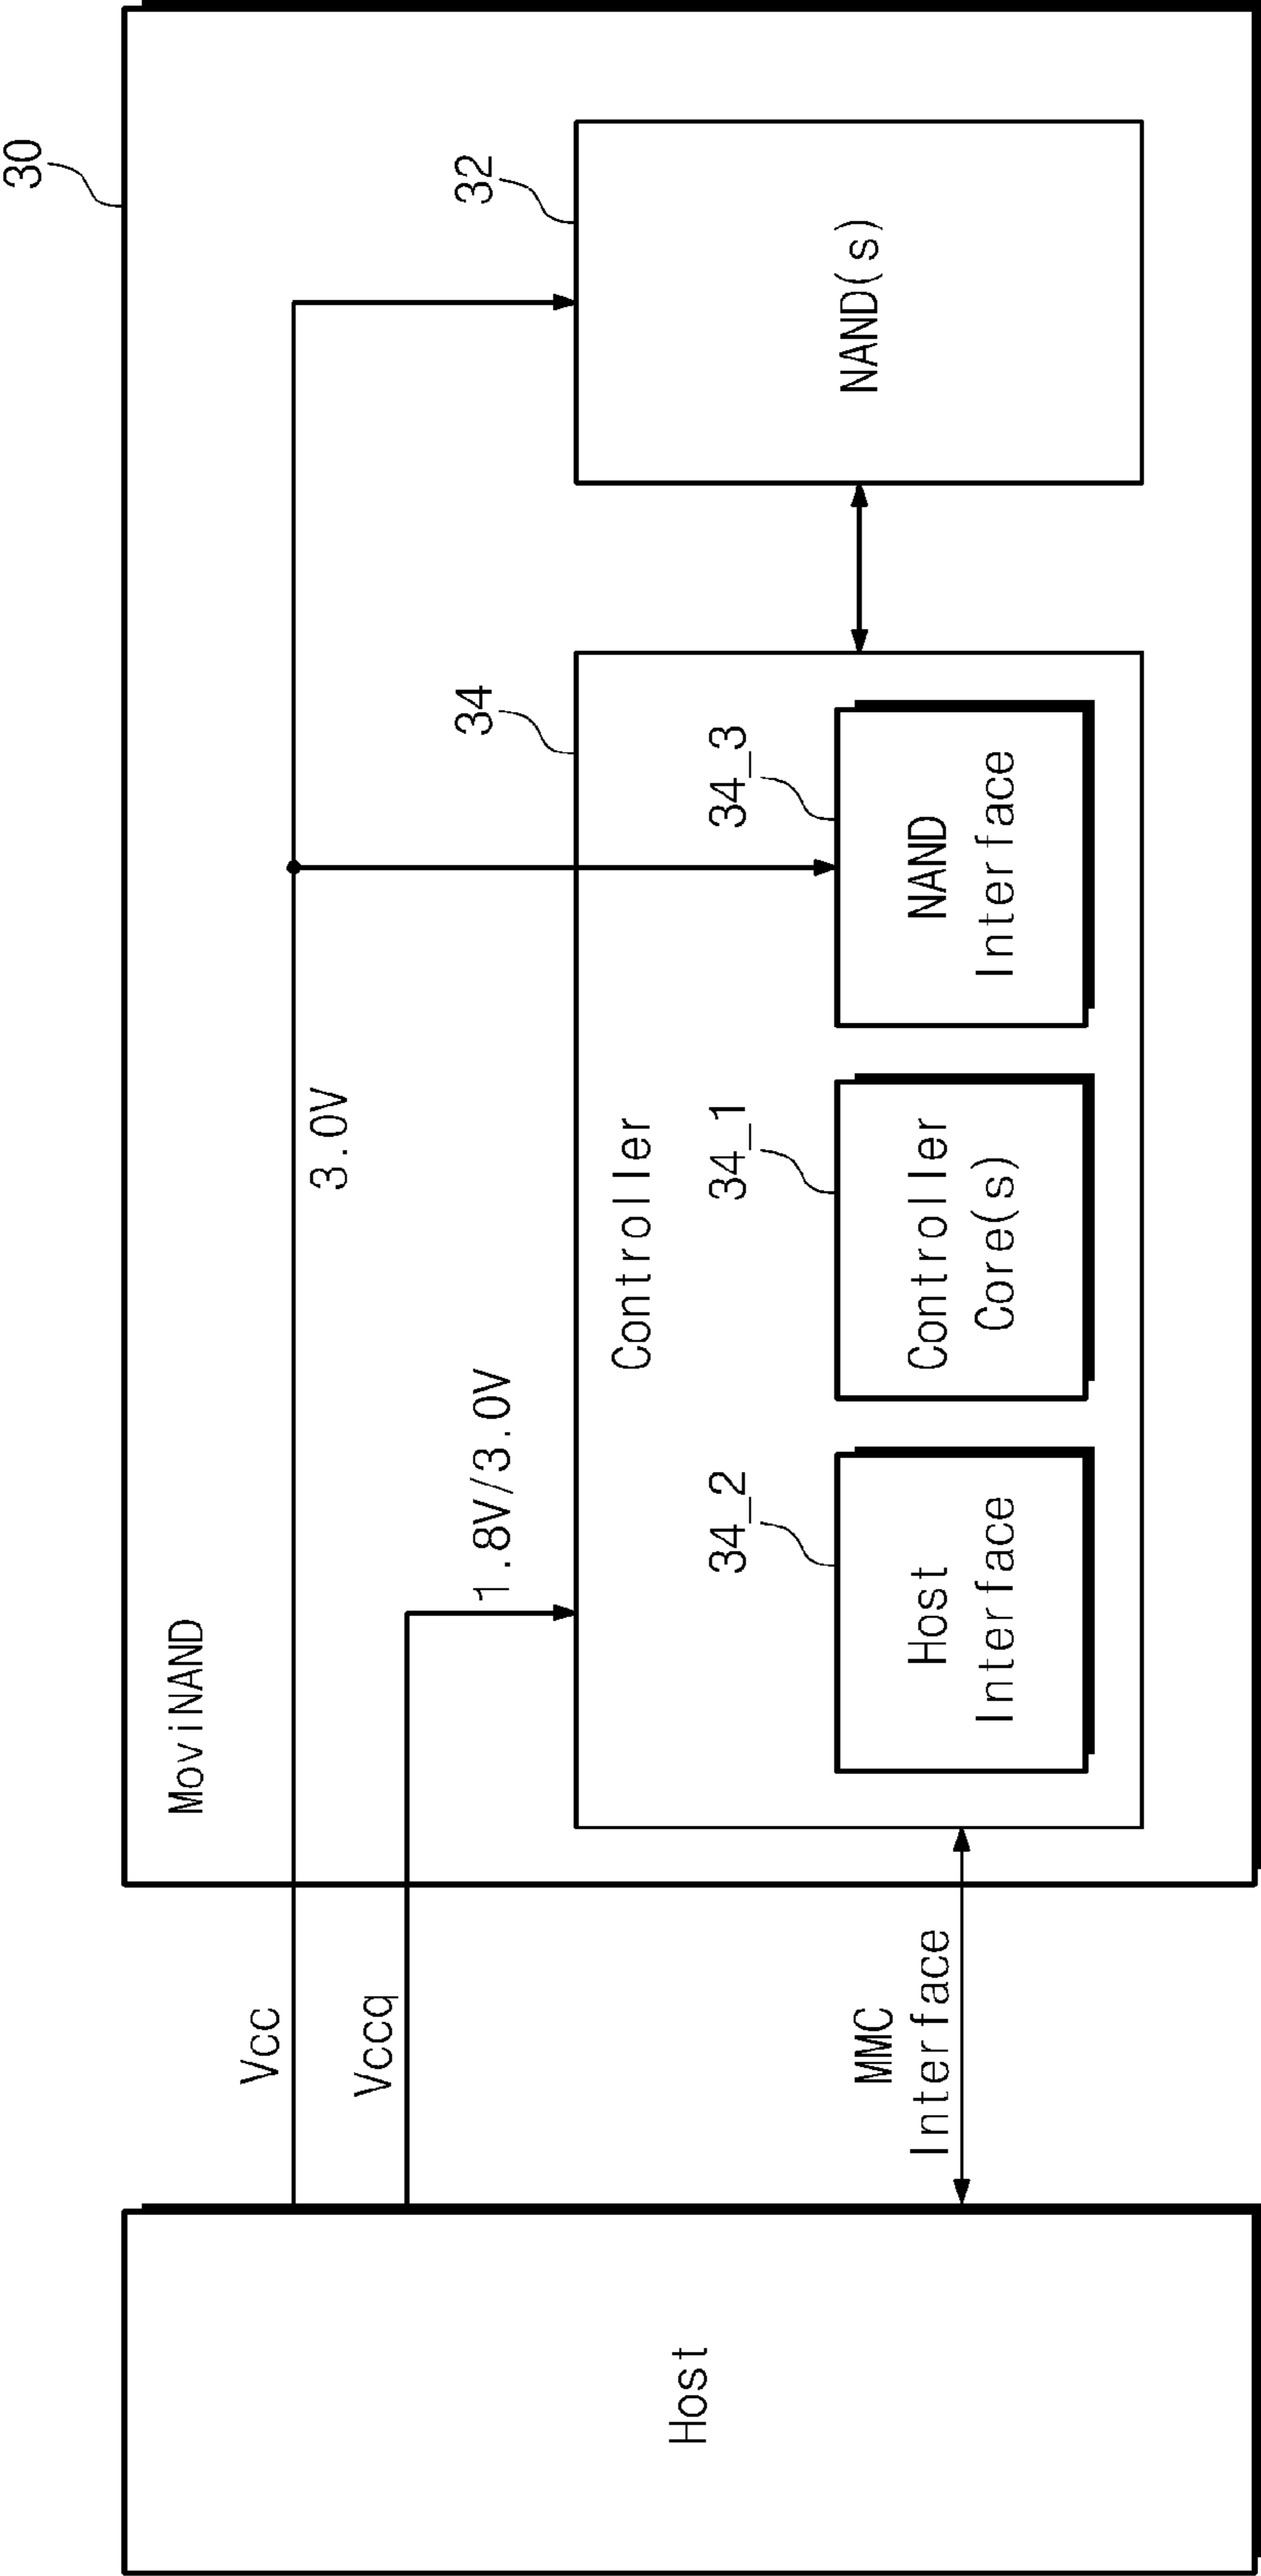 30
MoviNAND
Vcc
3.0V
Vccq
1.8V/3.0V
34
32
Controller
34_2
34_1
34_3
Host
Host
Interface
Controller
Core(s)
NAND
Interface
NAND(s)
MMC
Interface